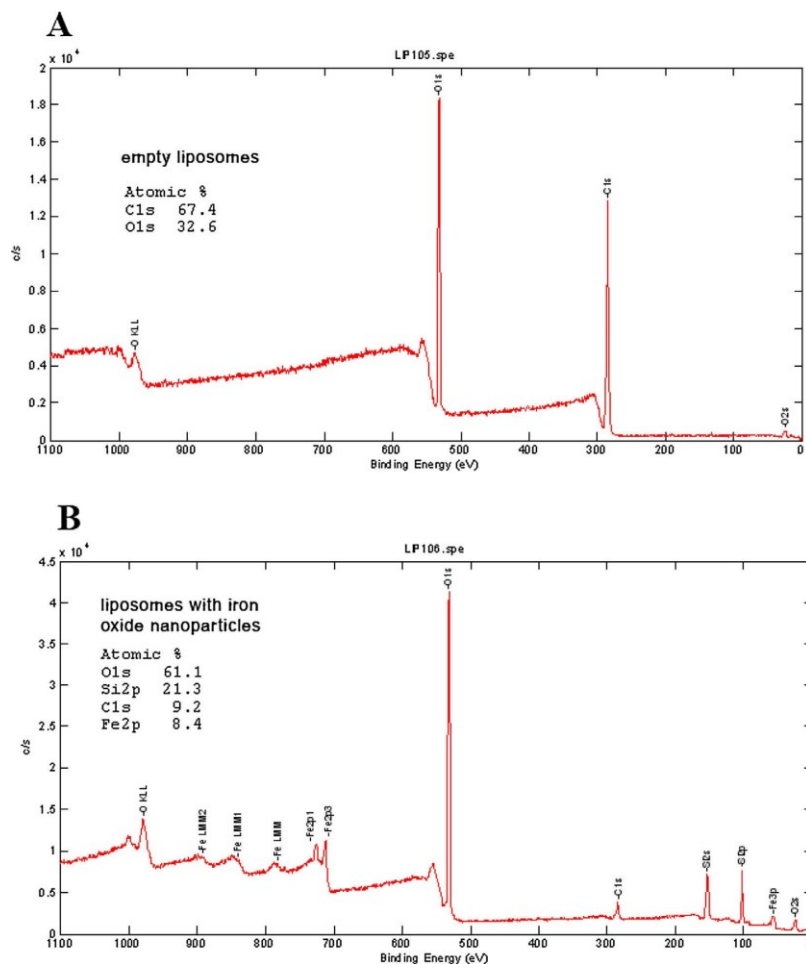 A
LIP105.spe
x 10⁴
2
1.8
1.6
1.4
1.2
1
0.8
0.6
0.4
0.2
0
c/s
empty liposomes
Atomic %
C1s 67.4
O1s 32.6
-O KLL
-O1s
-C1s
-O2s
1100 1000 900 800 700 600 500 400 300 200 100 0
Binding Energy (eV)
B
LIP106.spe
x 10⁴
4.5
4
3.5
3
2.5
2
1.5
1
0.5
0
c/s
liposomes with iron
oxide nanoparticles
Atomic %
O1s 61.1
Si2p 21.3
C1s 9.2
Fe2p 8.4
-O KLL
-Fe LMM2
-Fe LMM1
-Fe LMM
-Fe2p1
-Fe2p3
-O1s
-C1s
-Si2s
-Si2p
-Fe3p
-O2s
1100 1000 900 800 700 600 500 400 300 200 100
Binding Energy (eV)